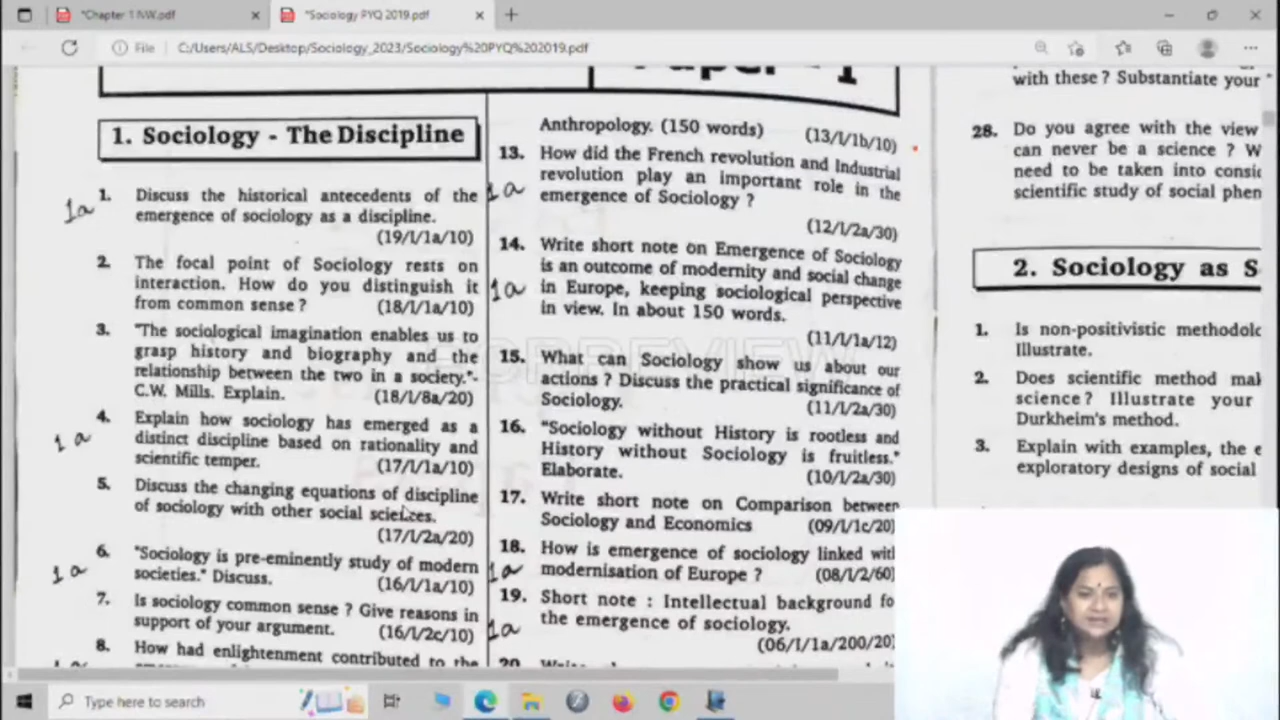 *Chapter 1 NW.pdf
*Sociology PYQ 2019.pdf
File
C:/Users/ALS/Desktop/Sociology_2023/Sociology%20PYQ%202019.pdf
Paper - 1
1. Sociology - The Discipline
1a
1. Discuss the historical antecedents of the
emergence of sociology as a discipline.
(19/I/1a/10)
2. The focal point of Sociology rests on
interaction. How do you distinguish it
from common sense ? (18/I/1a/10)
3. "The sociological imagination enables us to
grasp history and biography and the
relationship between the two in a society."-
C.W. Mills. Explain. (18/I/8a/20)
1a
4. Explain how sociology has emerged as a
distinct discipline based on rationality and
scientific temper. (17/I/1a/10)
5. Discuss the changing equations of discipline
of sociology with other social sciences.
(17/I/2a/20)
1a
6. "Sociology is pre-eminently study of modern
societies." Discuss. (16/I/1a/10)
7. Is sociology common sense ? Give reasons in
support of your argument. (16/I/2c/10)
8. How had enlightenment contributed to the
Anthropology. (150 words) (13/I/1b/10)
13. How did the French revolution and Industrial
1a
revolution play an important role in the
emergence of Sociology ?
(12/I/2a/30)
14. Write short note on Emergence of Sociology
is an outcome of modernity and social change
1a
in Europe, keeping sociological perspective
in view. In about 150 words.
(11/I/1a/12)
15. What can Sociology show us about our
actions ? Discuss the practical significance of
Sociology. (11/I/2a/30)
16. "Sociology without History is rootless and
History without Sociology is fruitless."
Elaborate. (10/I/2a/30)
17. Write short note on Comparison between
Sociology and Economics (09/I/1c/20)
18. How is emergence of sociology linked with
1a
modernisation of Europe ? (08/I/2/60)
19. Short note : Intellectual background fo
1a
the emergence of sociology.
(06/I/1a/200/20)
20.
with these ? Substantiate your
28. Do you agree with the view
can never be a science ? W
need to be taken into consi
scientific study of social phen
2. Sociology as S
1. Is non-positivistic methodolo
Illustrate.
2. Does scientific method mak
science ? Illustrate your
Durkheim's method.
3. Explain with examples, the e
exploratory designs of social
Type here to search